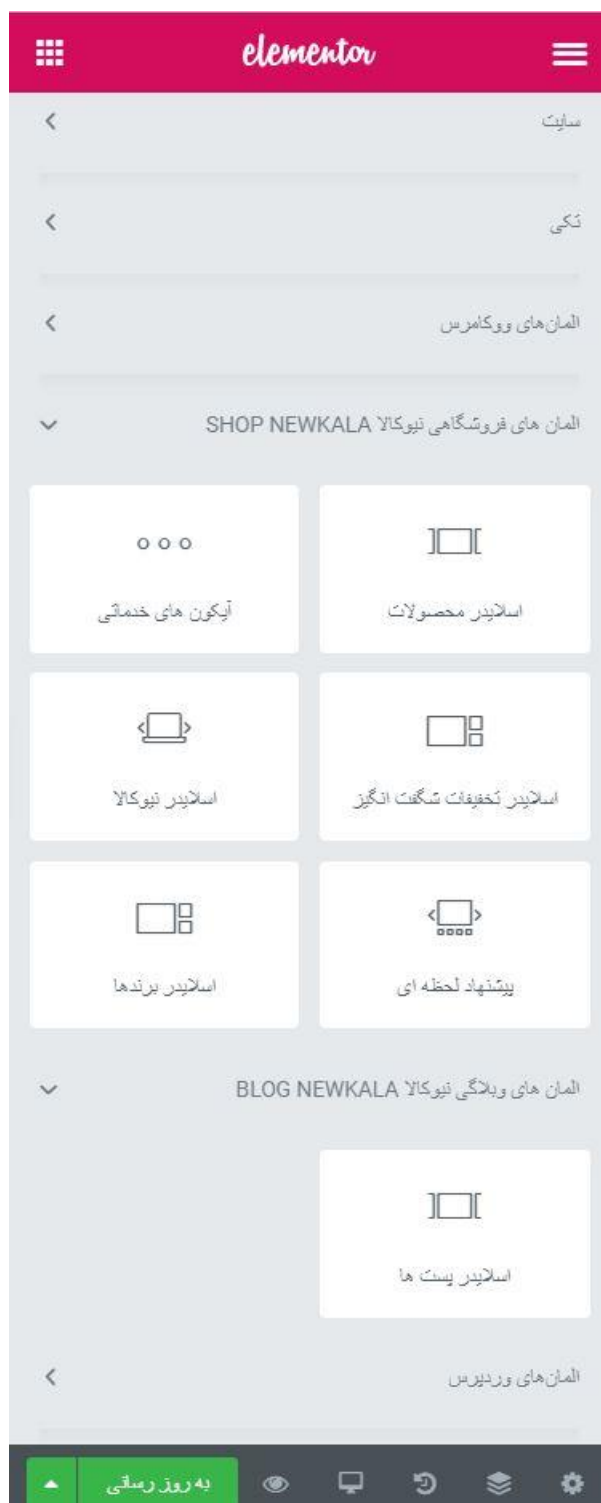 elementor
سایت
تکی
المان‌های ووکامرس
المان های فروشگاهی نیوکالا SHOP NEWKALA
اسلایدر محصولات
آیکون های خدماتی
اسلایدر تخفیفات شگفت انگیز
اسلایدر نیوکالا
پیشنهاد لحظه ای
اسلایدر برندها
المان های وبلاگی نیوکالا BLOG NEWKALA
اسلایدر پست ها
المان‌های وردپرس
به روز رسانی